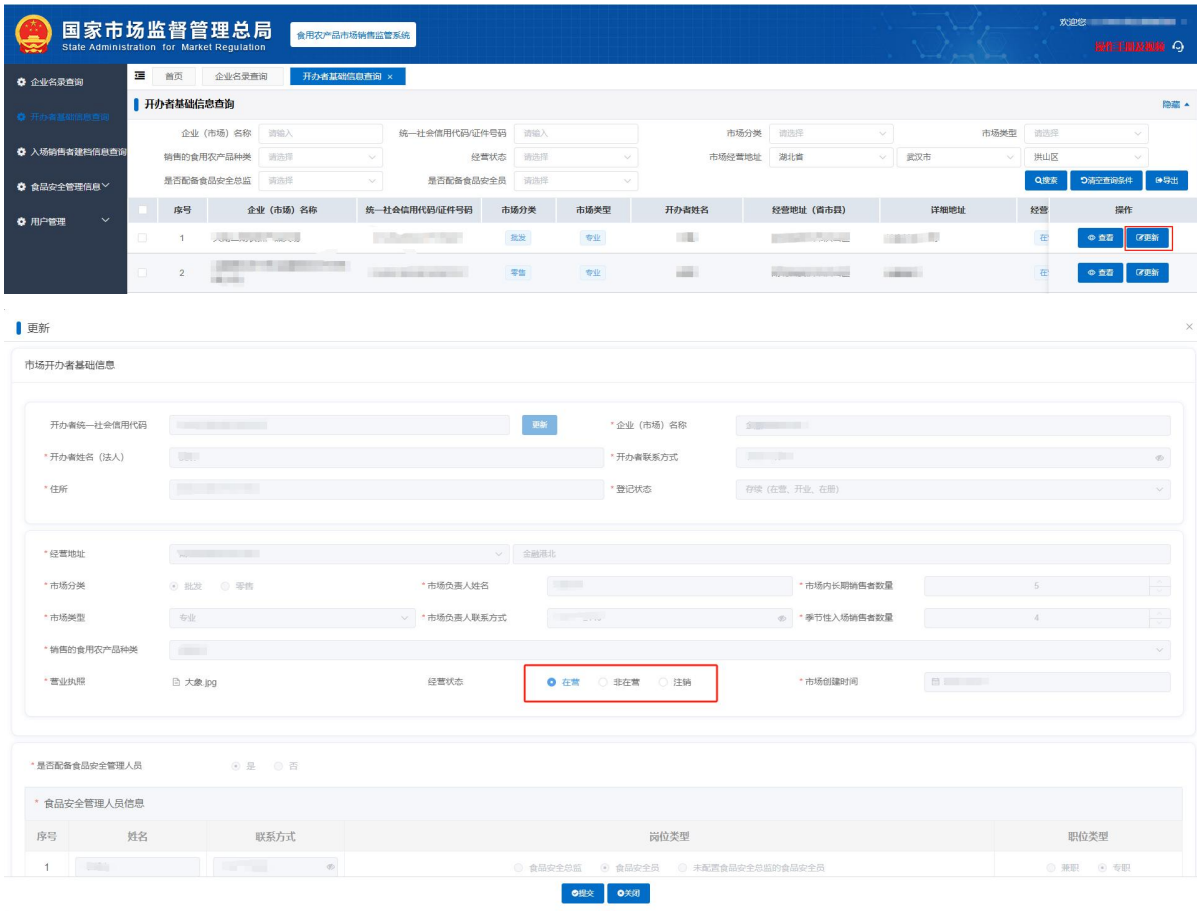 国家市场监督管理总局
State Administration for Market Regulation
食用农产品市场销售监管系统
欢迎您
操作手册及视频
企业名录查询
开办者基础信息查询
入场销售者建档信息查询
食品安全管理信息
用户管理
首页 企业名录查询 开办者基础信息查询 ×
开办者基础信息查询 隐藏
企业（市场）名称 请输入 统一社会信用代码/证件号码 请输入 市场分类 请选择 市场类型 请选择
销售的食用农产品种类 请选择 经营状态 请选择 市场经营地址 湖北省 武汉市 洪山区
是否配备食品安全总监 请选择 是否配备食品安全员 请选择 搜索 清空查询条件 导出
序号 企业（市场）名称 统一社会信用代码/证件号码 市场分类 市场类型 开办者姓名 经营地址（省市县） 详细地址 经营 操作
1 批发 专业 在 查看 更新
2 零售 专业 在 查看 更新
更新 ×
市场开办者基础信息
开办者统一社会信用代码 更新 *企业（市场）名称
*开办者姓名（法人） *开办者联系方式
*住所 *登记状态 存续（在营、开业、在册）
*经营地址 金融港北
*市场分类 批发 零售 *市场负责人姓名 *市场内长期销售者数量 5
*市场类型 专业 *市场负责人联系方式 *季节性入场销售者数量 4
*销售的食用农产品种类
*营业执照 大象.jpg 经营状态 在营 非在营 注销 *市场创建时间
*是否配备食品安全管理人员 是 否
* 食品安全管理人员信息
序号 姓名 联系方式 岗位类型 职位类型
1 食品安全总监 食品安全员 未配置食品安全总监的食品安全员 兼职 专职
提交 关闭